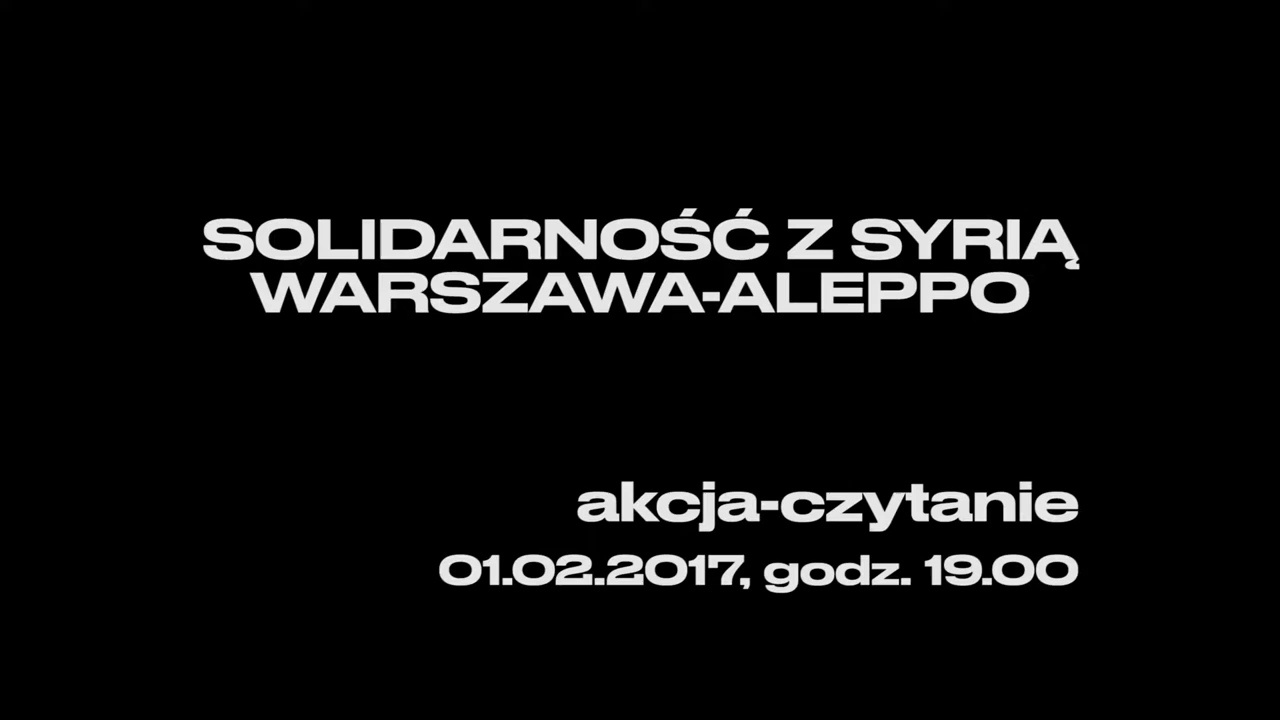 SOLIDARNOŚĆ Z SYRIĄ
WARSZAWA-ALEPPO
akcja-czytanie
01.02.2017, godz. 19.00